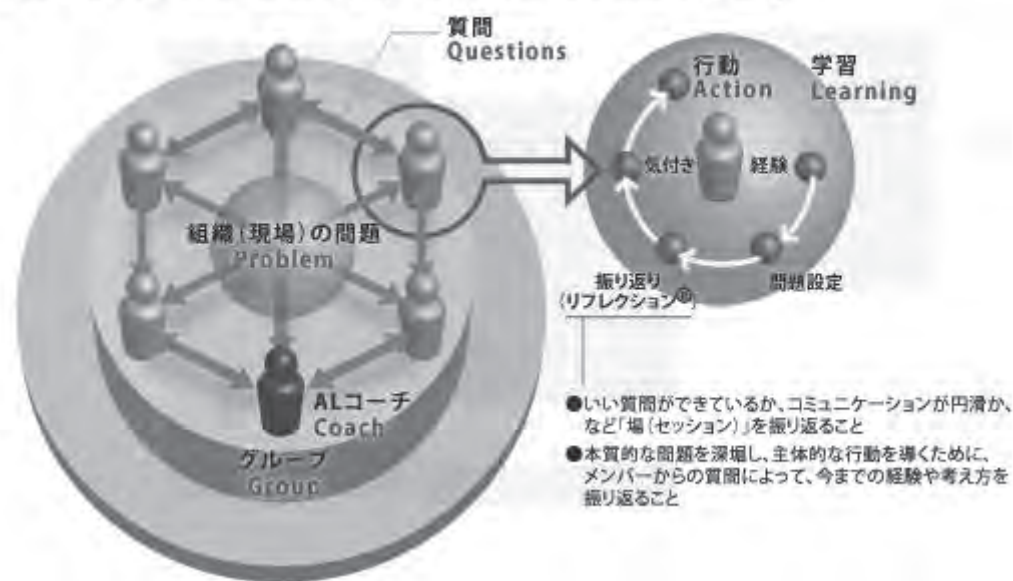 質問
Questions
行動
Action
学習
Learning
気付き
経験
組織(現場)の問題
Problem
振り返り
(リフレクション®)
問題設定
ALコーチ
Coach
グループ
Group
●いい質問ができているか、コミュニケーションが円滑か、
など「場(セッション)」を振り返ること
●本質的な問題を深堀し、主体的な行動を導くために、
メンバーからの質問によって、今までの経験や考え方を
振り返ること